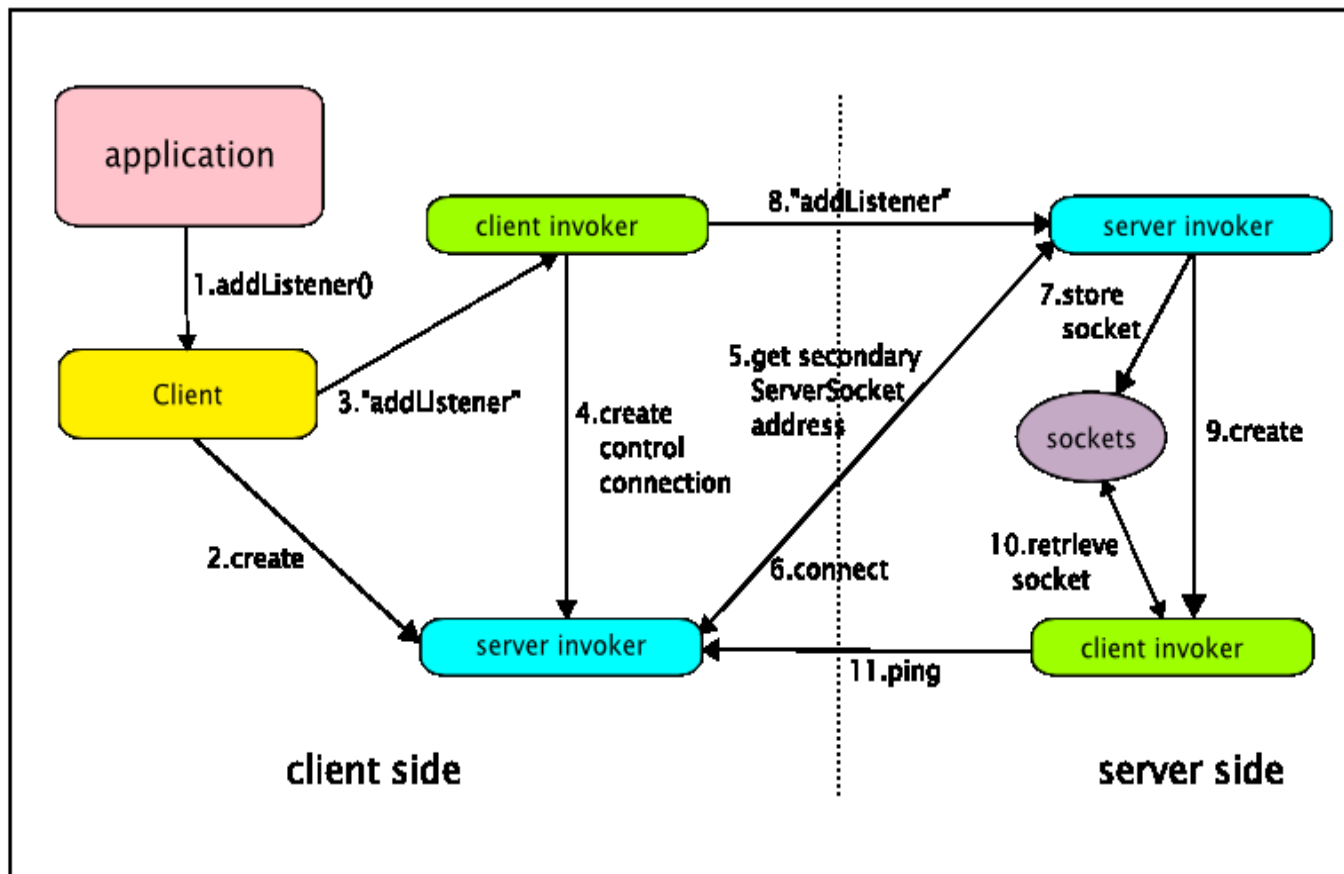 application
1.addListener()
Client
2.create
3."addListener"
client invoker
4.create
control
connection
server invoker
5.get secondary
ServerSocket
address
6.connect
8."addListener"
server invoker
7.store
socket
sockets
9.create
10.retrieve
socket
client invoker
11.ping
client side
server side